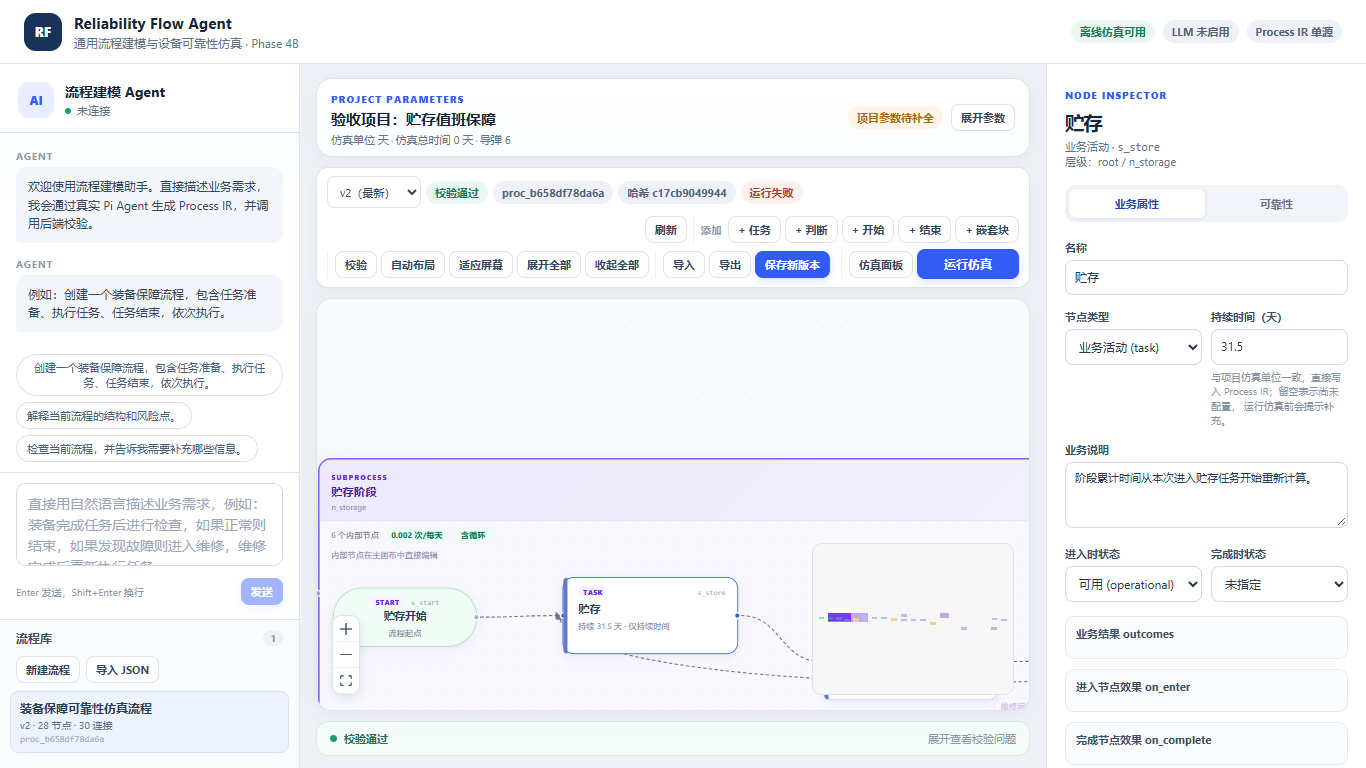 RF
Reliability Flow Agent
通用流程建模与设备可靠性仿真 · Phase 4B
离线仿真可用
LLM 未启用
Process IR 单源
AI
流程建模 Agent
未连接
AGENT
欢迎使用流程建模助手。直接描述业务需求，
我会通过真实 Pi Agent 生成 Process IR，并调
用后端校验。
AGENT
例如：创建一个装备保障流程，包含任务准
备、执行任务、任务结束，依次执行。
创建一个装备保障流程，包含任务准备、执行任
务、任务结束，依次执行。
解释当前流程的结构和风险点。
检查当前流程，并告诉我需要补充哪些信息。
直接用自然语言描述业务需求，例如：
装备完成任务后进行检查，如果正常则
结束，如果发现故障则进入维修，维修
完成后重新执行任务
Enter 发送，Shift+Enter 换行
发送
流程库
1
新建流程
导入 JSON
装备保障可靠性仿真流程
v2 · 28 节点 · 30 连接
proc_b658df78da6a
PROJECT PARAMETERS
验收项目：贮存值班保障
仿真单位 天 · 仿真总时间 0 天 · 导弹 6
项目参数待补全
展开参数
v2（最新）
校验通过
proc_b658df78da6a
哈希 c17cb9049944
运行失败
刷新
添加
+ 任务
+ 判断
+ 开始
+ 结束
+ 嵌套块
校验
自动布局
适应屏幕
展开全部
收起全部
导入
导出
保存新版本
仿真面板
运行仿真
SUBPROCESS
贮存阶段
n_storage
6 个内部节点
0.002 次/每天
含循环
内部节点在主画布中直接编辑
START
s_start
贮存开始
流程起点
TASK
s_store
贮存
持续 31.5 天 · 仅持续时间
校验通过
展开查看校验问题
NODE INSPECTOR
贮存
业务活动 · s_store
层级：root / n_storage
业务属性
可靠性
名称
贮存
节点类型
持续时间（天）
业务活动 (task)
31.5
与项目仿真单位一致，直接写
入 Process IR；留空表示尚未
配置， 运行仿真前会提示补
充。
业务说明
阶段累计时间从本次进入贮存任务开始重新计算。
进入时状态
完成时状态
可用 (operational)
未指定
业务结果 outcomes
进入节点效果 on_enter
完成节点效果 on_complete